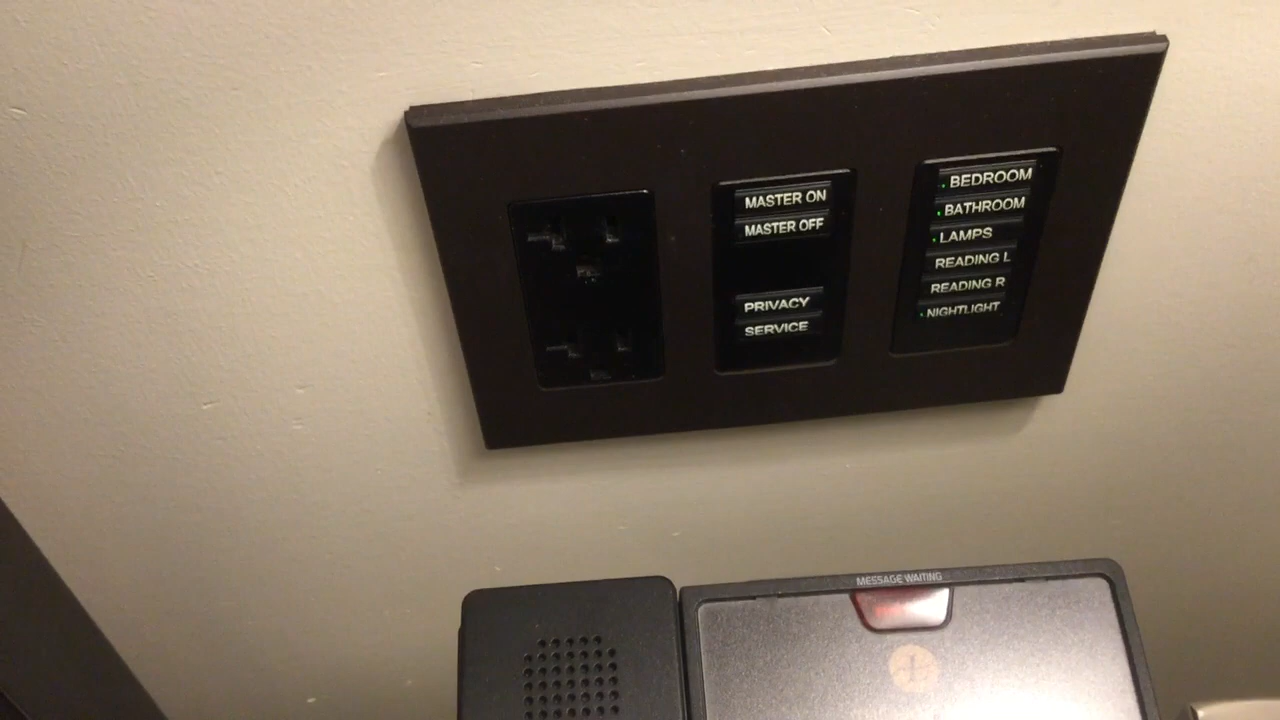 MASTER ON
MASTER OFF
PRIVACY
SERVICE
BEDROOM
BATHROOM
LAMPS
READING L
READING R
NIGHTLIGHT
MESSAGE WAITING